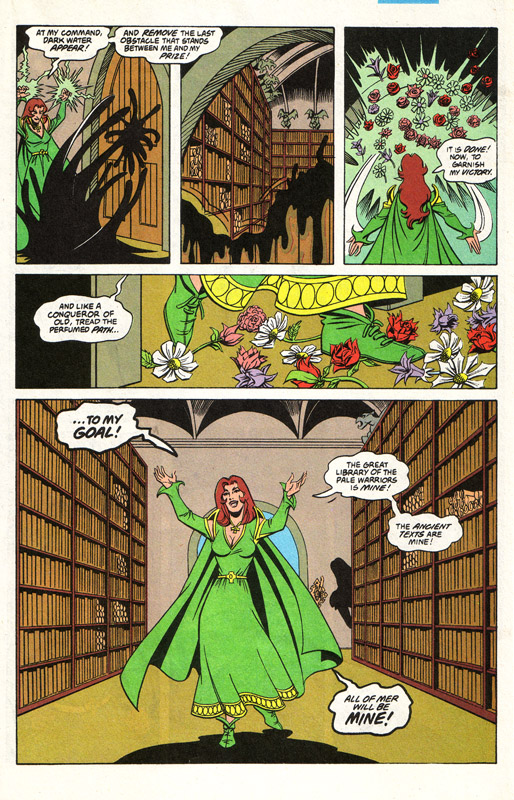 AT MY COMMAND,
DARK WATER
APPEAR!
AND REMOVE THE LAST
OBSTACLE THAT STANDS
BETWEEN ME AND MY
PRIZE!
IT IS DONE!
NOW, TO
GARNISH
MY VICTORY.
AND LIKE A
CONQUEROR OF
OLD, TREAD THE
PERFUMED PATH...
...TO MY
GOAL!
THE GREAT
LIBRARY OF THE
PALE WARRIORS
IS MINE!
THE ANCIENT
TEXTS ARE
MINE!
ALL OF MER
WILL BE
MINE!